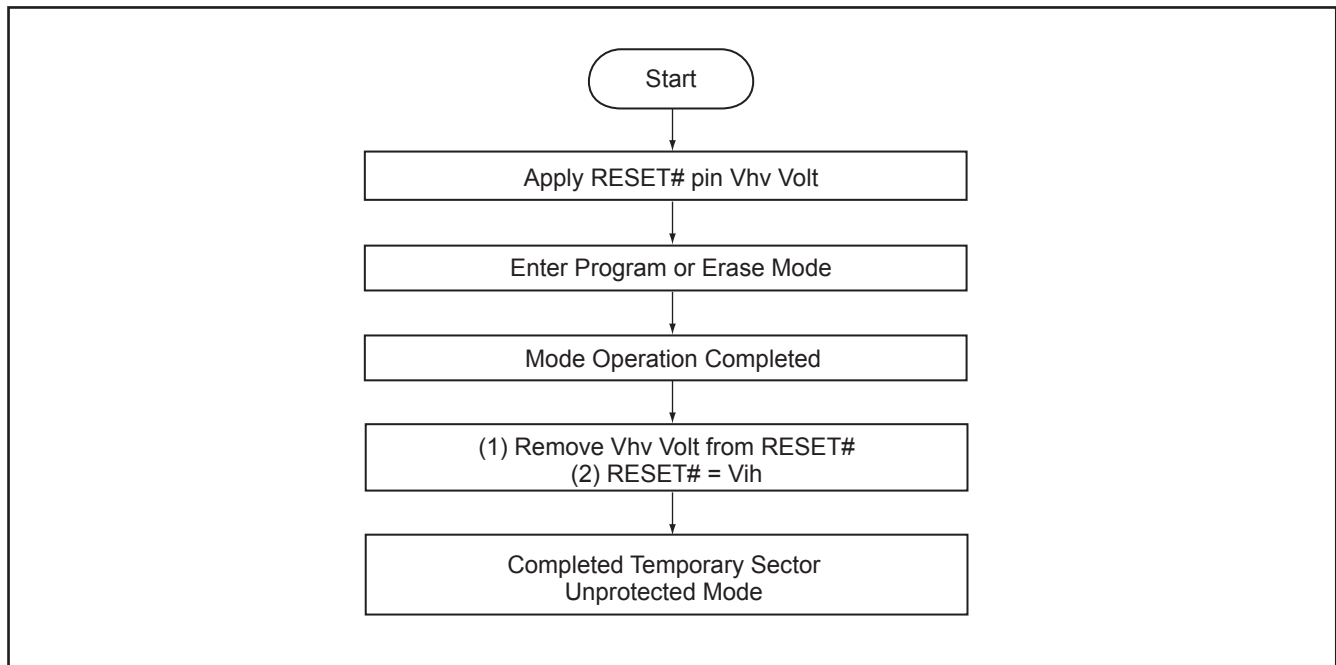 Start
Apply RESET# pin Vhv Volt
Enter Program or Erase Mode
Mode Operation Completed
(1) Remove Vhv Volt from RESET#
(2) RESET# = Vih
Completed Temporary Sector
Unprotected Mode